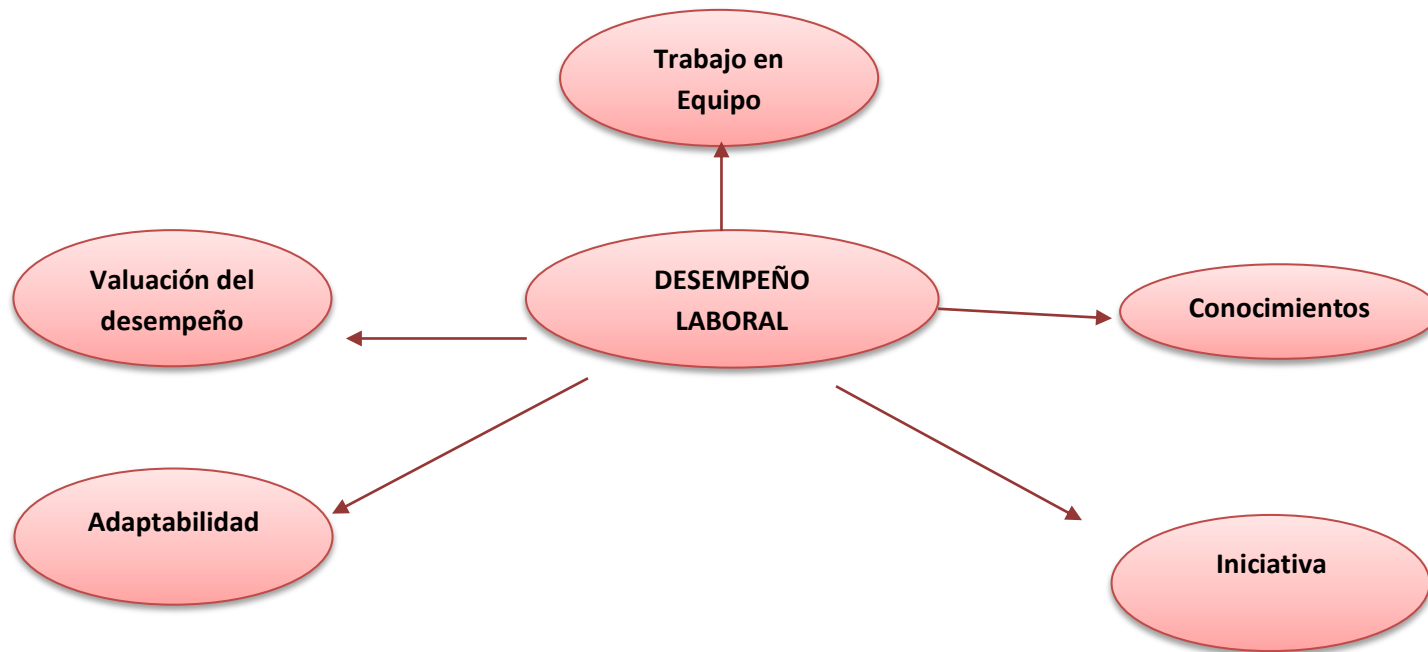 Trabajo en
Equipo
Valuación del
desempeño
DESEMPEÑO
LABORAL
Conocimientos
Adaptabilidad
Iniciativa